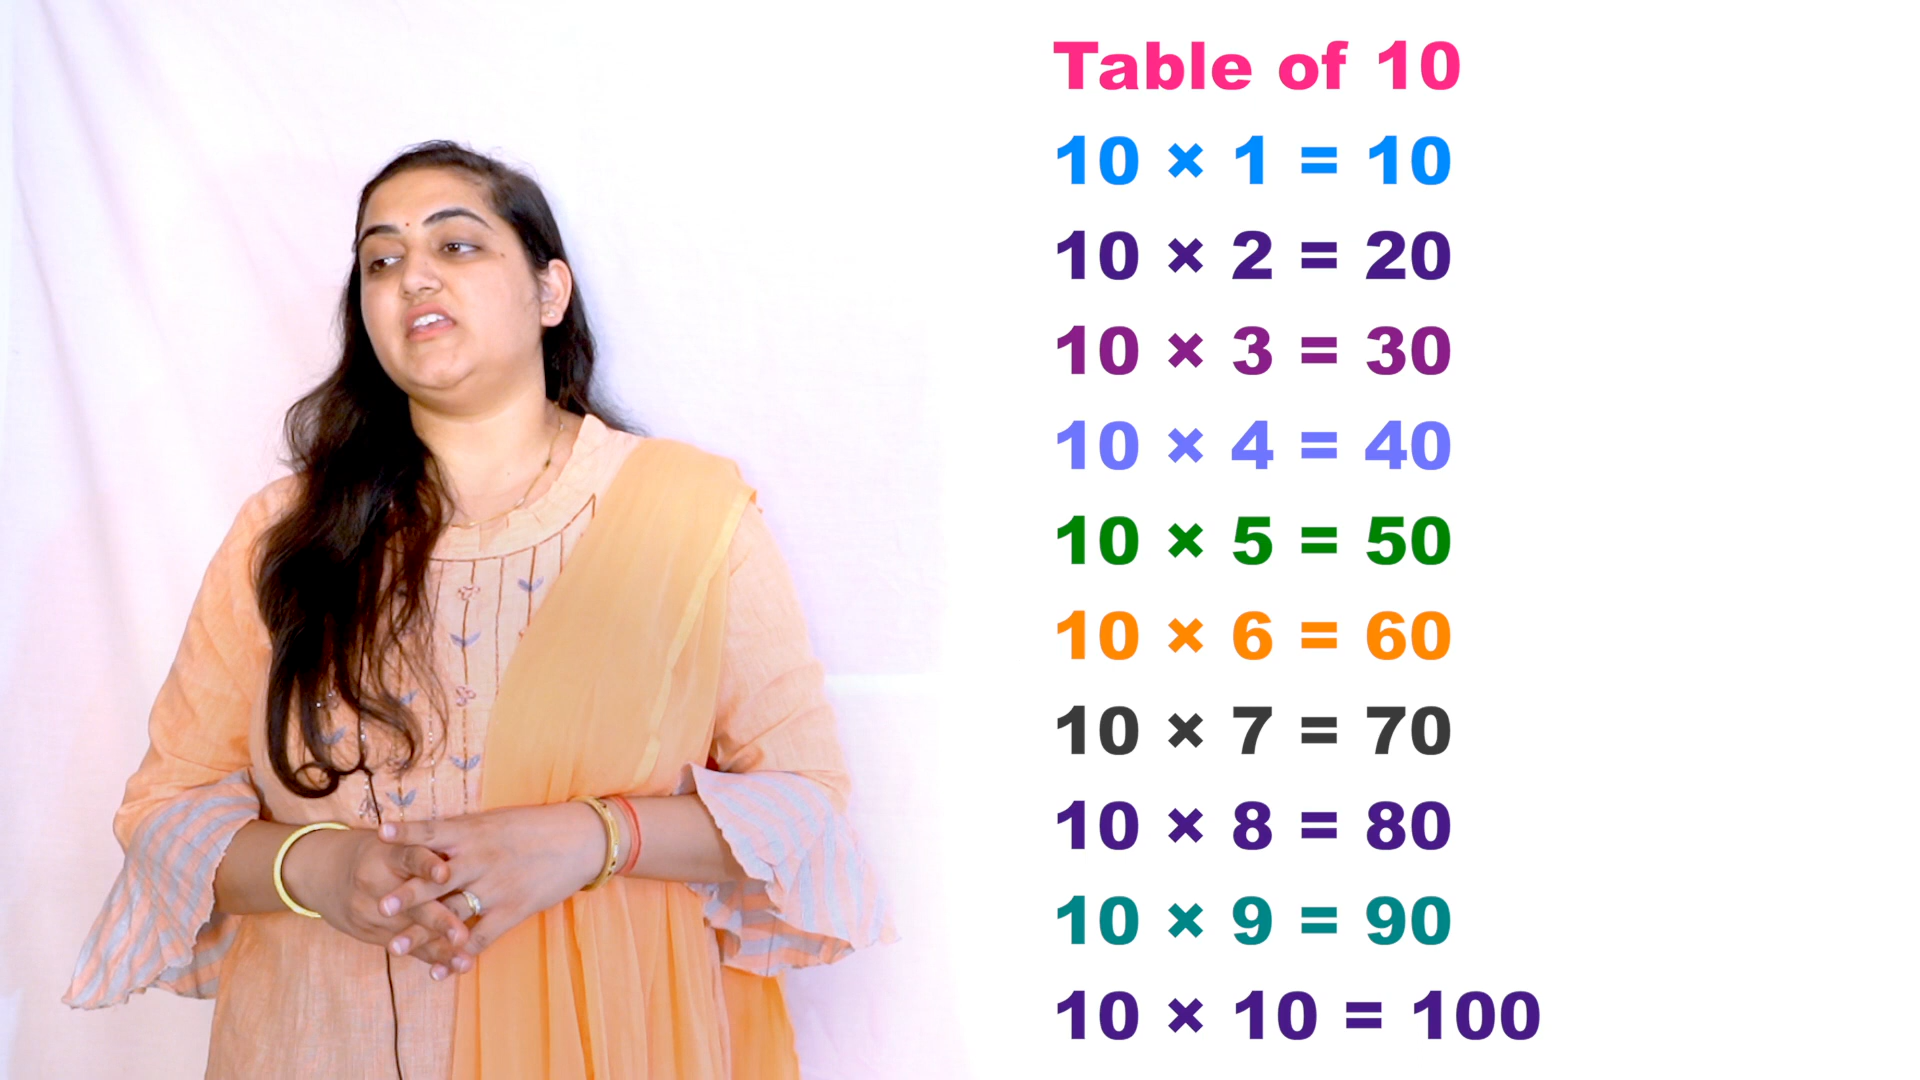 Table of 10
10 × 1 = 10
10 × 2 = 20
10 × 3 = 30
10 × 4 = 40
10 × 5 = 50
10 × 6 = 60
10 × 7 = 70
10 × 8 = 80
10 × 9 = 90
10 × 10 = 100